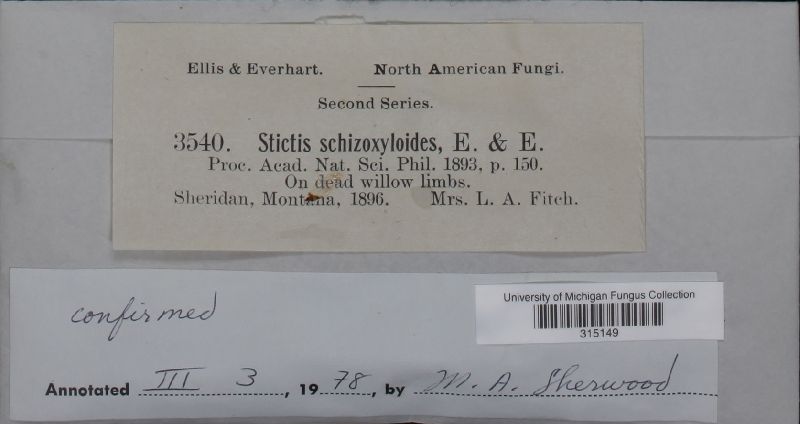 Ellis & Everhart. North American Fungi.
Second Series.
3540. Stictis schizoxyloides, E. & E.
Proc. Acad. Nat. Sci. Phil. 1893, p. 150.
On dead willow limbs.
Sheridan, Montana, 1896. Mrs. L. A. Fitch.
confirmed
University of Michigan Fungus Collection
315149
Annotated III 3, 1978, by M. A. Sherwood